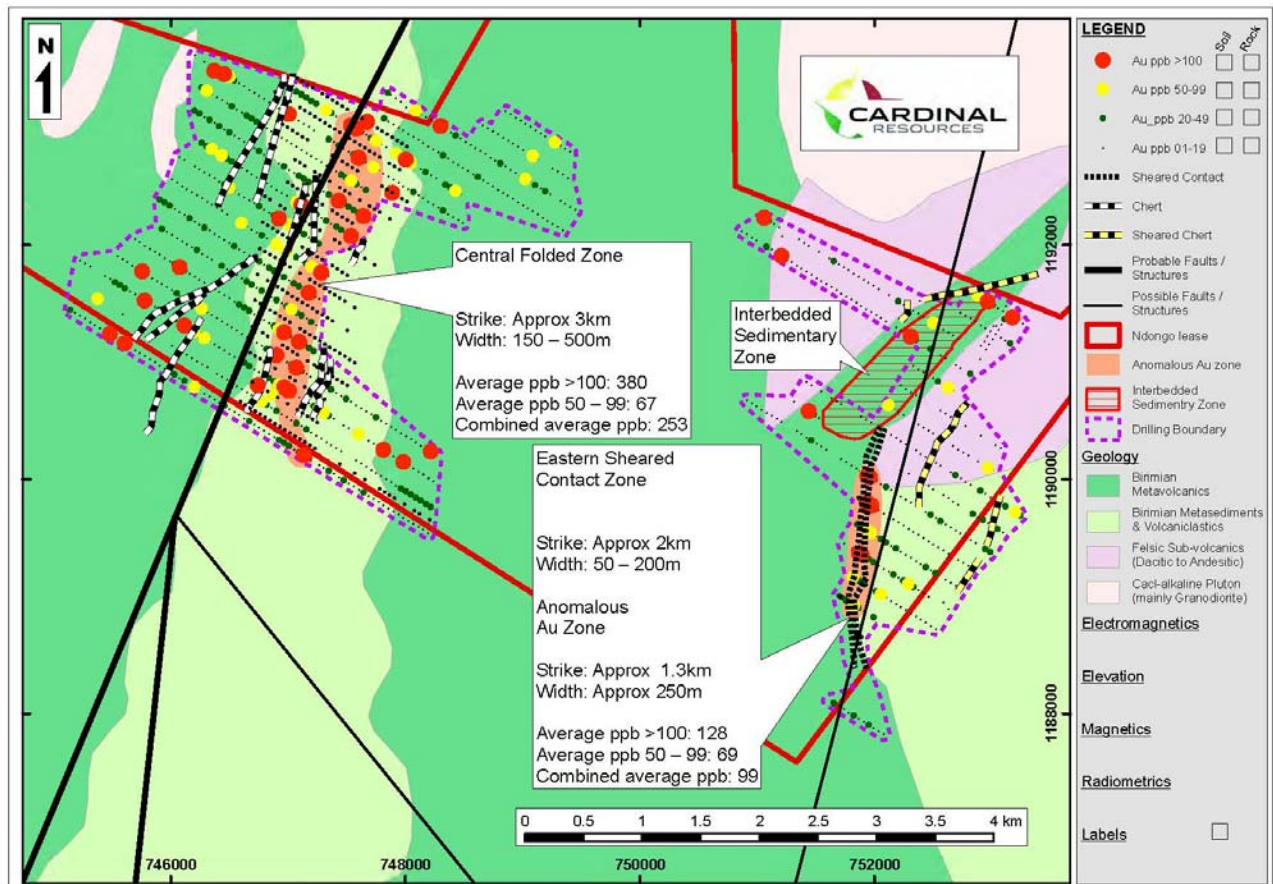 N
CARDINAL
RESOURCES
Central Folded Zone
Strike: Approx 3km
Width: 150 – 500m
Average ppb >100: 380
Average ppb 50 – 99: 67
Combined average ppb: 253
Interbedded
Sedimentary
Zone
Eastern Sheared
Contact Zone
Strike: Approx 2km
Width: 50 – 200m
Anomalous
Au Zone
Strike: Approx 1.3km
Width: Approx 250m
Average ppb >100: 128
Average ppb 50 – 99: 69
Combined average ppb: 99
0 0.5 1 1.5 2 2.5 3 3.5 4 km
746000 748000 750000 752000
1192000
1190000
1188000
LEGEND
Soil Rock
Au ppb >100
Au ppb 50-99
Au_ppb 20-49
Au ppb 01-19
Sheared Contact
Chert
Sheared Chert
Probable Faults /
Structures
Possible Faults /
Structures
Ndongo lease
Anomalous Au zone
Interbedded
Sedimentry Zone
Drilling Boundary
Geology
Birimian
Metavolcanics
Birimian Metasediments
& Volcaniclastics
Felsic Sub-volcanics
(Dacitic to Andesitic)
Cacl-alkaline Pluton
(mainly Granodiorite)
Electromagnetics
Elevation
Magnetics
Radiometrics
Labels